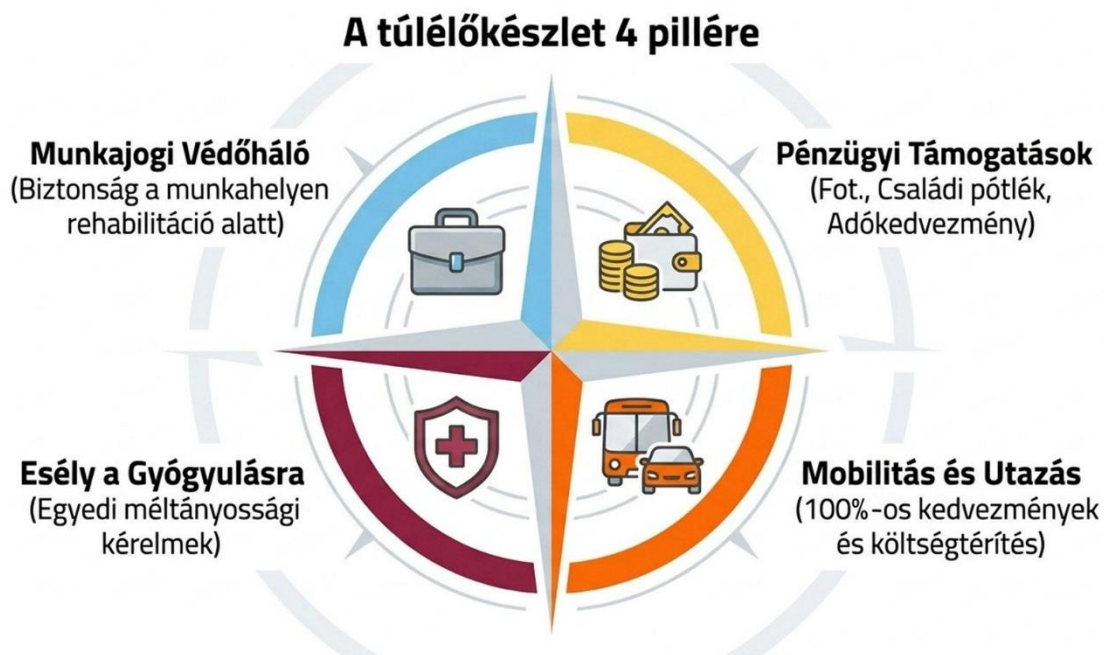 A túlélőkészlet 4 pillére
Munkajogi Védőháló
(Biztonság a munkahelyen
rehabilitáció alatt)
Pénzügyi Támogatások
(Fot., Családi pótlék,
Adókedvezmény)
Esély a Gyógyulásra
(Egyedi méltányossági
kérelmek)
Mobilitás és Utazás
(100%-os kedvezmények
és költségtérítés)